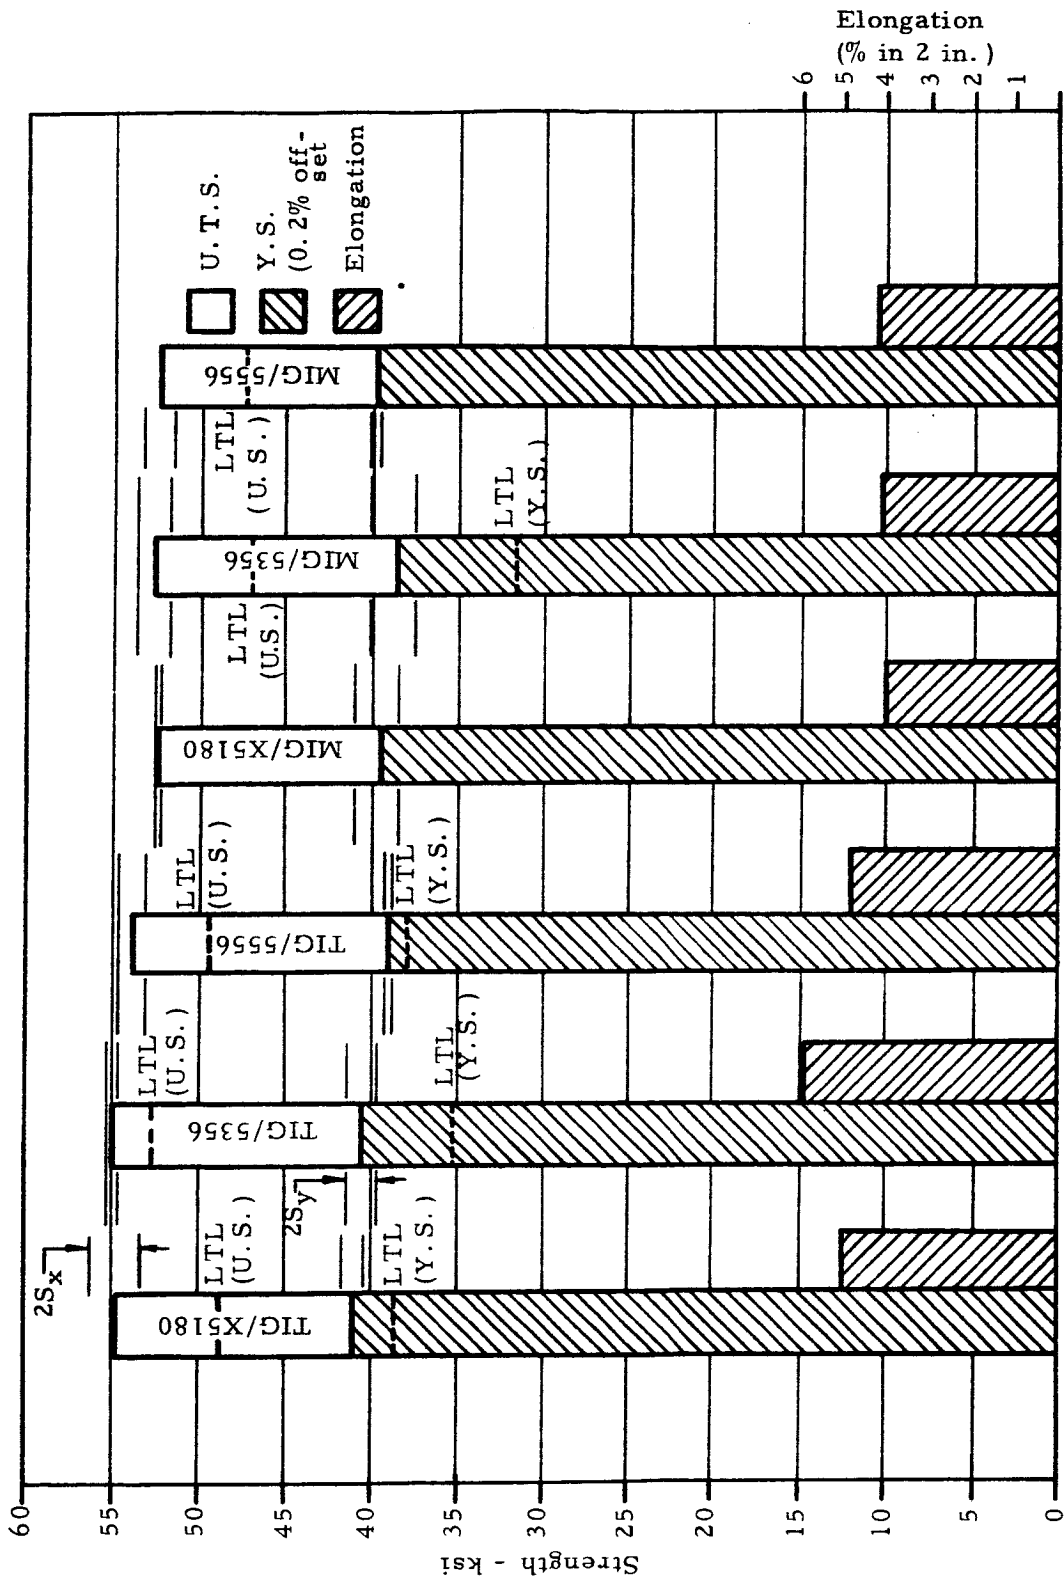 Elongation
(% in 2 in.)
6
5
4
3
2
1
U.T.S.
Y.S.
(0.2% off-
set
Elongation
60
55
50
45
40
35
30
25
20
15
10
5
0
Strength - ksi
2Sx
2Sy
TIG/X5180
LTL
(U.S.)
LTL
(Y.S.)
TIG/5356
LTL
(U.S.)
LTL
(Y.S.)
TIG/5556
LTL
(U.S.)
LTL
(Y.S.)
MIG/X5180
MIG/5356
LTL
(U.S.)
LTL
(Y.S.)
MIG/5556
LTL
(U.S.)